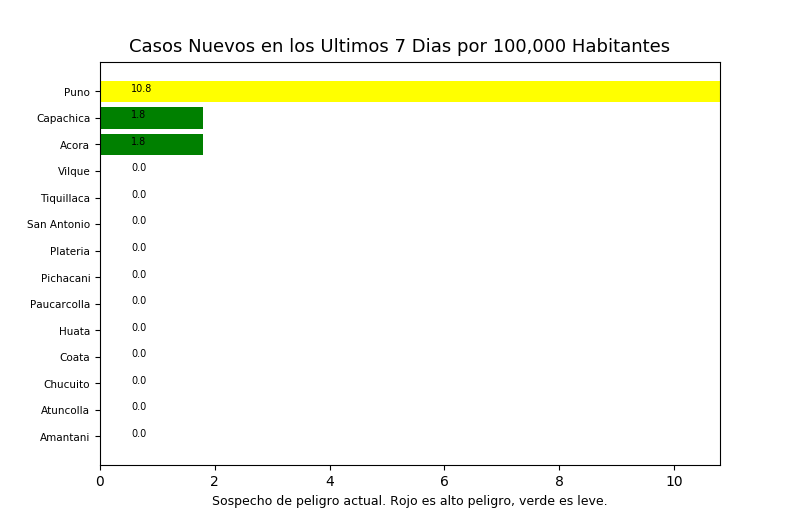 Casos Nuevos en los Ultimos 7 Dias por 100,000 Habitantes
Puno 10.8
Capachica 1.8
Acora 1.8
Vilque 0.0
Tiquillaca 0.0
San Antonio 0.0
Plateria 0.0
Pichacani 0.0
Paucarcolla 0.0
Huata 0.0
Coata 0.0
Chucuito 0.0
Atuncolla 0.0
Amantani 0.0
0 2 4 6 8 10
Sospecho de peligro actual. Rojo es alto peligro, verde es leve.